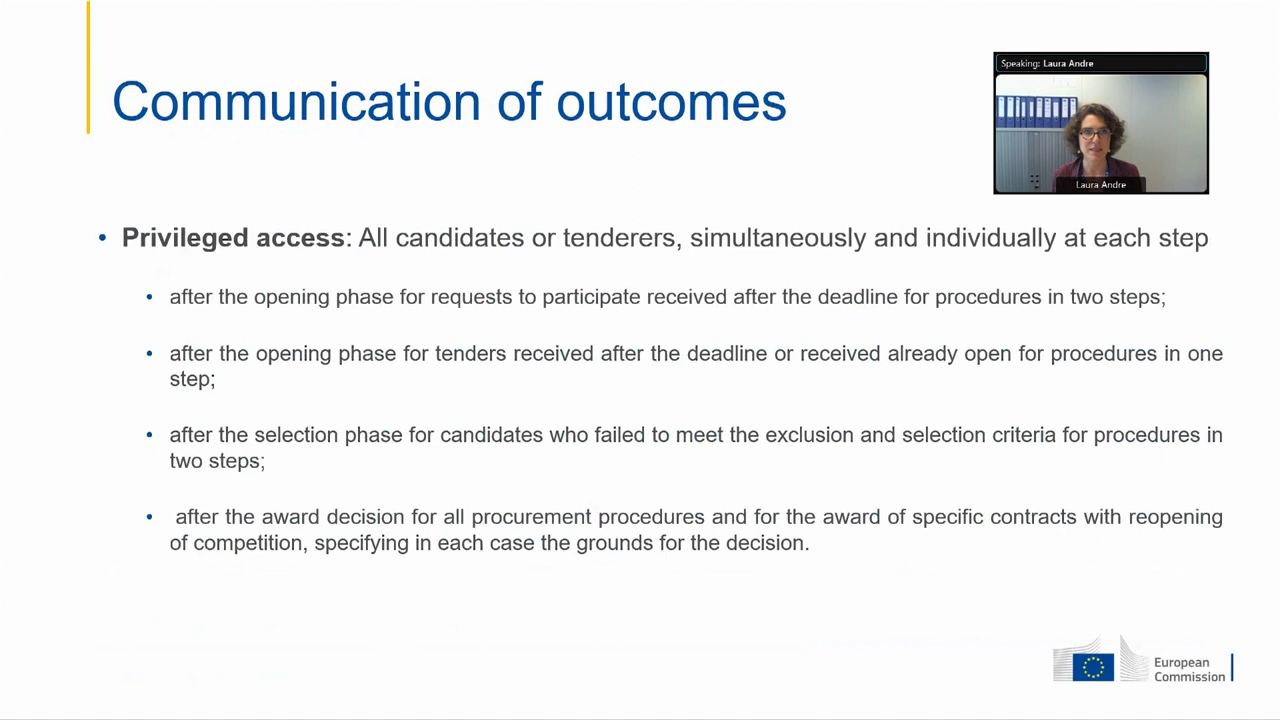 Communication of outcomes
Speaking: Laura Andre
Laura Andre
• Privileged access: All candidates or tenderers, simultaneously and individually at each step
• after the opening phase for requests to participate received after the deadline for procedures in two steps;
• after the opening phase for tenders received after the deadline or received already open for procedures in one
step;
• after the selection phase for candidates who failed to meet the exclusion and selection criteria for procedures in
two steps;
• after the award decision for all procurement procedures and for the award of specific contracts with reopening
of competition, specifying in each case the grounds for the decision.
European
Commission